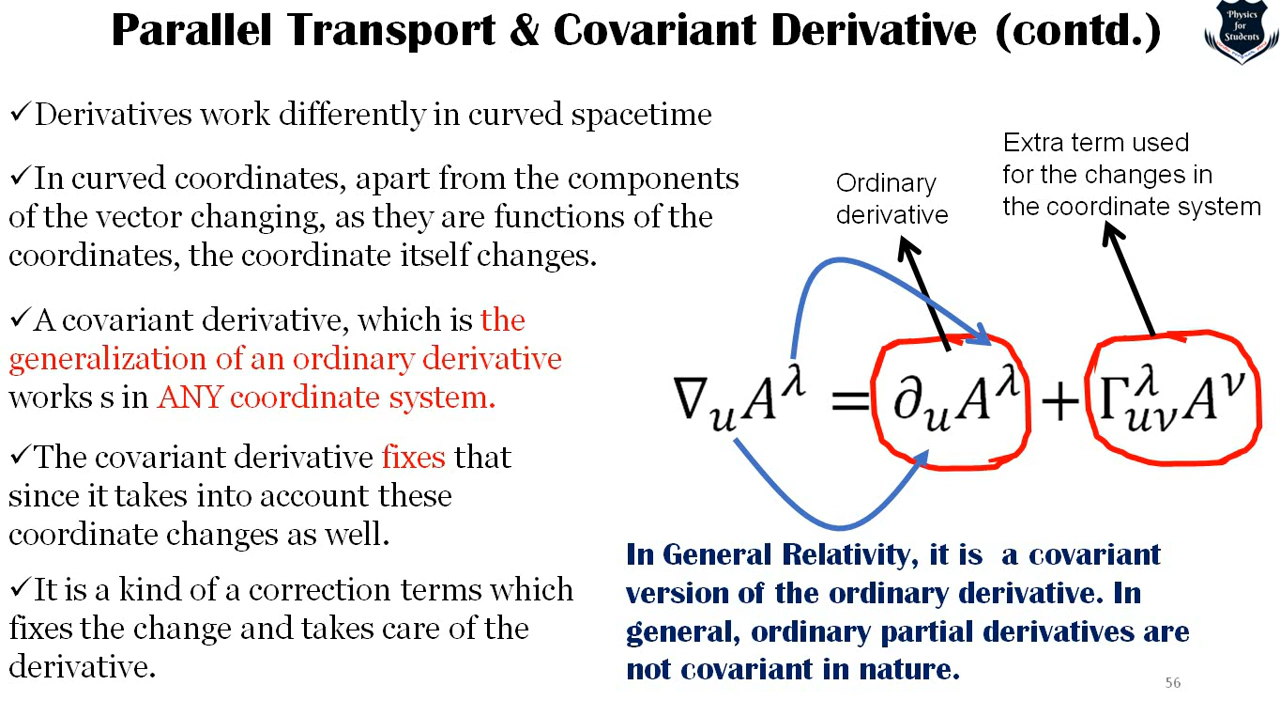 Parallel Transport & Covariant Derivative (contd.)
Physics
for
Students
✓Derivatives work differently in curved spacetime
✓In curved coordinates, apart from the components
of the vector changing, as they are functions of the
coordinates, the coordinate itself changes.
✓A covariant derivative, which is the
generalization of an ordinary derivative
works s in ANY coordinate system.
✓The covariant derivative fixes that
since it takes into account these
coordinate changes as well.
✓It is a kind of a correction terms which
fixes the change and takes care of the
derivative.
Ordinary
derivative
Extra term used
for the changes in
the coordinate system
∇_u A^λ = ∂_u A^λ + Γ^λ_{uν} A^ν
In General Relativity, it is a covariant
version of the ordinary derivative. In
general, ordinary partial derivatives are
not covariant in nature.
56